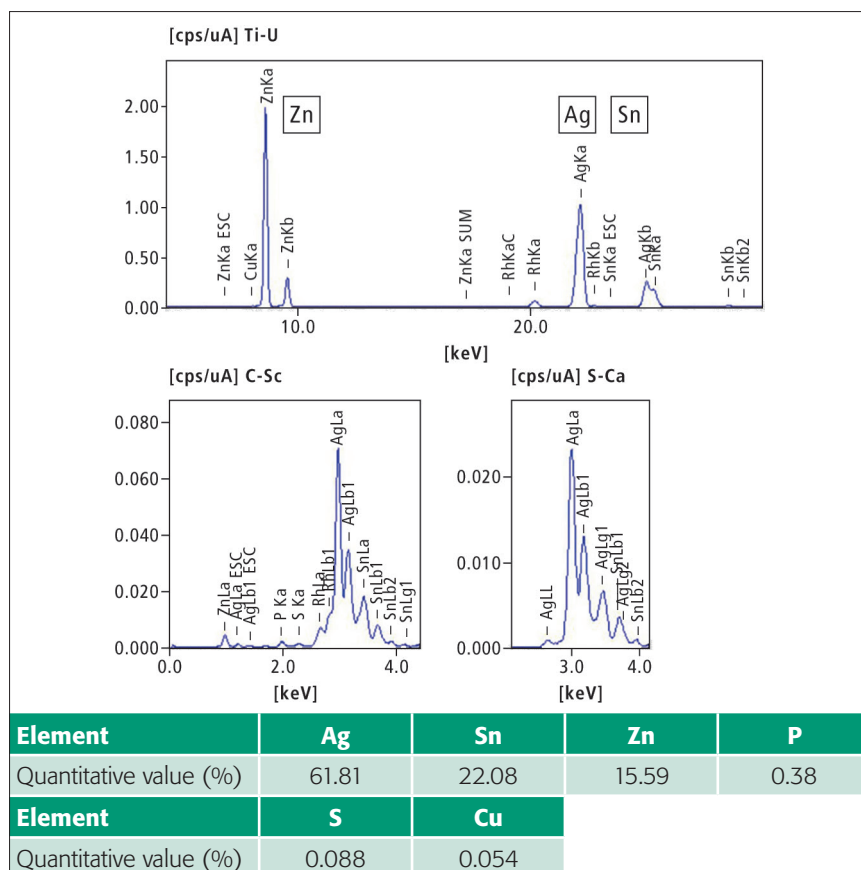 [cps/uA] Ti-U
2.00
1.50
1.00
0.50
0.00
ZnKa ESC
CuKa
ZnKa
Zn
ZnKb
ZnKa SUM
RhKaC
RhKa
Ag
AgKa
RhKb
SnKa ESC
Sn
AgKb
SnKa
SnKb
SnKb2
10.0 20.0
[keV]
[cps/uA] C-Sc
0.080
0.060
0.040
0.020
0.000
ZnLa
AgLa ESC
AgLb1 ESC
P Ka
S Ka
RhLa
RhLb1
AgLa
AgLb1
SnLa
SnLb1
SnLb2
SnLg1
0.0 2.0 4.0
[keV]
[cps/uA] S-Ca
0.020
0.010
0.000
AgLL
AgLa
AgLb1
AgLg1
SnLb1
AgLg2
SnLb2
3.0 4.0
[keV]
Element Ag Sn Zn P
Quantitative value (%) 61.81 22.08 15.59 0.38
Element S Cu
Quantitative value (%) 0.088 0.054